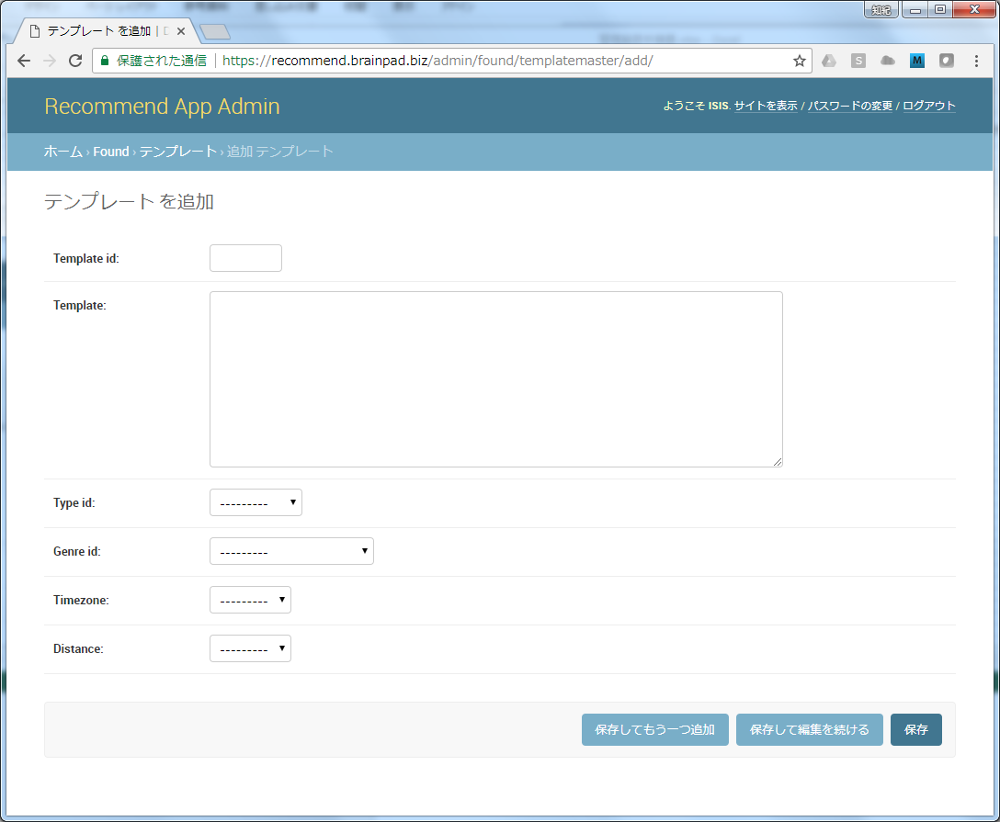 知紀
テンプレート を追加 | D
保護された通信 https://recommend.brainpad.biz/admin/found/templatemaster/add/
S M
Recommend App Admin
ようこそ ISIS. サイトを表示 / パスワードの変更 / ログアウト
ホーム › Found › テンプレート › 追加 テンプレート
テンプレート を追加
Template id:
Template:
Type id: ---------
Genre id: ---------
Timezone: ---------
Distance: ---------
保存してもう一つ追加 保存して編集を続ける 保存